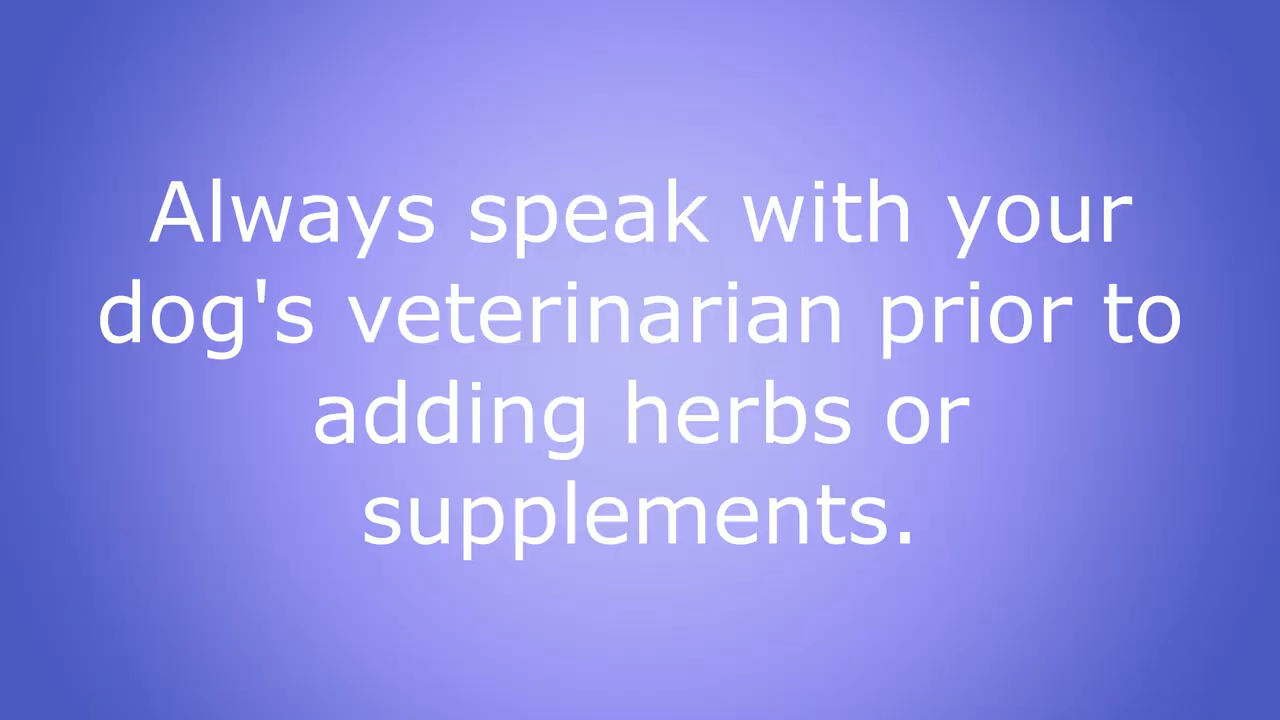 Always speak with your
dog's veterinarian prior to
adding herbs or
supplements.